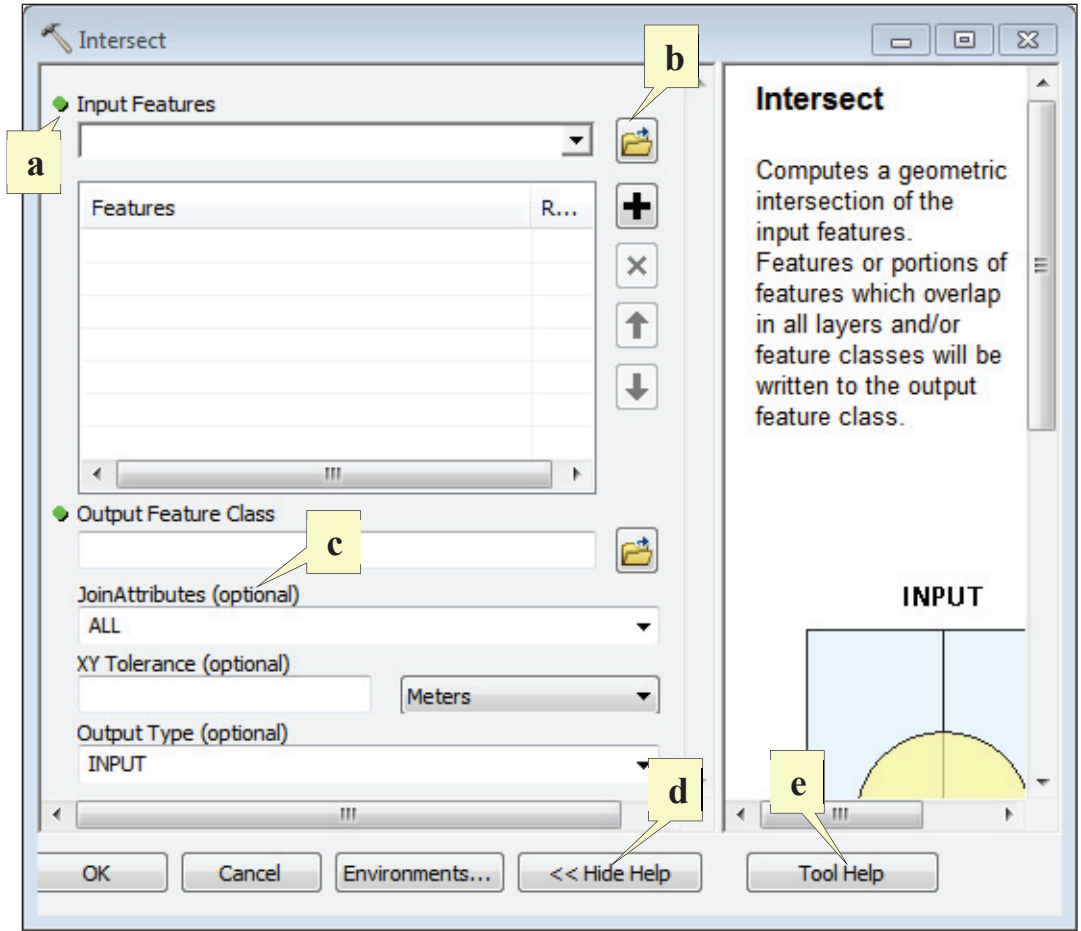 Intersect
b
Input Features
a
Features R...
Output Feature Class
c
JoinAttributes (optional)
ALL
XY Tolerance (optional)
Meters
Output Type (optional)
INPUT
d
OK Cancel Environments... << Hide Help
Intersect
Computes a geometric
intersection of the
input features.
Features or portions of
features which overlap
in all layers and/or
feature classes will be
written to the output
feature class.
INPUT
e
Tool Help